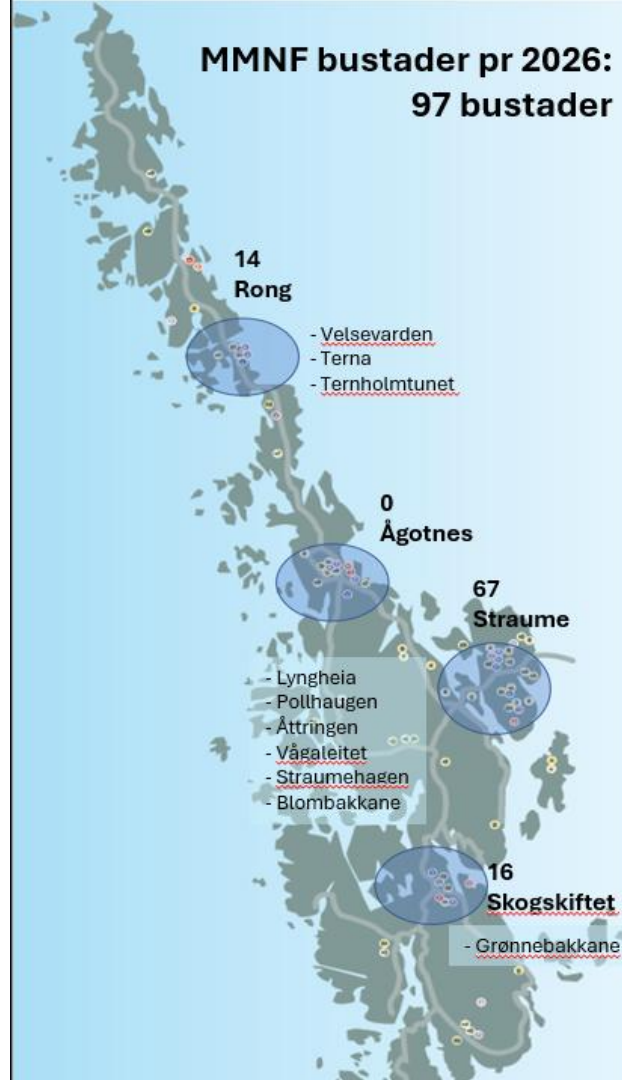 MMNF bustader pr 2026:
97 bustader
14
Rong
- Velsevarden
- Terna
- Ternholmtunet
0
Ågotnes
67
Straume
- Lyngheia
- Pollhaugen
- Åttringen
- Vågaleitet
- Straumehagen
- Blombakkane
16
Skogskiftet
- Grønnebakkane